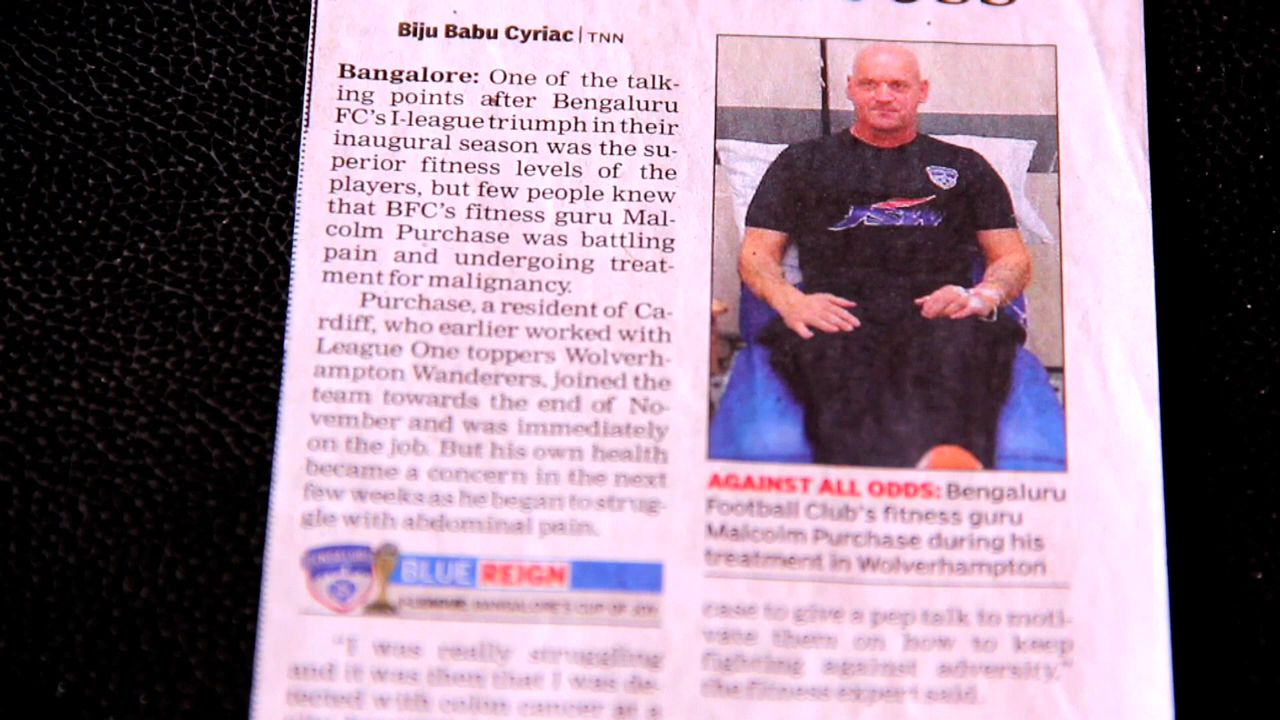 Biju Babu Cyriac | TNN
Bangalore: One of the talk-
ing points after Bengaluru
FC's I-league triumph in their
inaugural season was the su-
perior fitness levels of the
players, but few people knew
that BFC's fitness guru Mal-
colm Purchase was battling
pain and undergoing treat-
ment for malignancy.
Purchase, a resident of Ca-
rdiff, who earlier worked with
League One toppers Wolverh-
ampton Wanderers, joined the
team towards the end of No-
vember and was immediately
on the job. But his own health
became a concern in the next
few weeks as he began to strug-
gle with abdominal pain.
BENGALURU
BLUE REIGN
"I was really struggling
and it was then that I was de-
tected with colon cancer at a
JSW
AGAINST ALL ODDS: Bengaluru
Football Club's fitness guru
Malcolm Purchase during his
treatment in Wolverhampton
case to give a pep talk to moti-
vate them on how to keep
fighting against adversity,"
the fitness expert said.